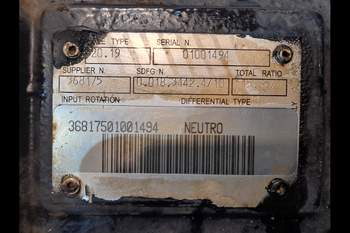 TYPE SERIAL N.
20.19 01001494
SUPPLIER N. SDFG N. TOTAL RATIO
368175
INPUT ROTATION DIFFERENTIAL TYPE
36817501001494 NEUTRO